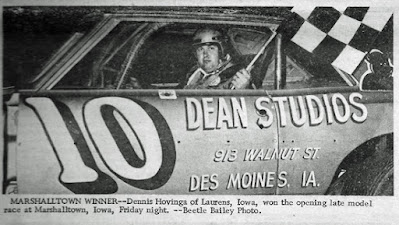 10
DEAN STUDIOS
913 WALNUT ST.
DES MOINES, IA.
MARSHALLTOWN WINNER--Dennis Hovinga of Laurens, Iowa, won the opening late model
race at Marshalltown, Iowa, Friday night. --Beetle Bailey Photo.